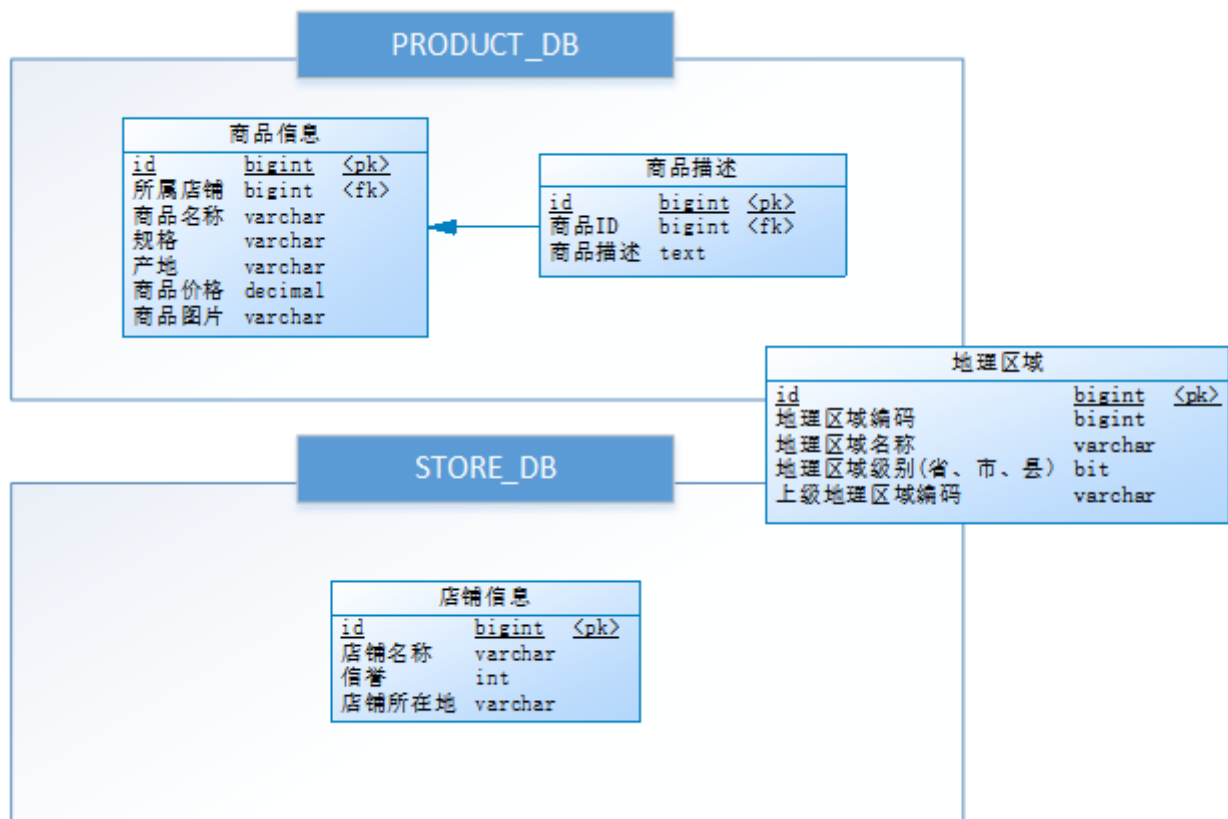 PRODUCT_DB
商品信息
id bigint <pk>
所属店铺 bigint <fk>
商品名称 varchar
规格 varchar
产地 varchar
商品价格 decimal
商品图片 varchar
商品描述
id bigint <pk>
商品ID bigint <fk>
商品描述 text
地理区域
id bigint <pk>
地理区域编码 bigint
地理区域名称 varchar
地理区域级别(省、市、县) bit
上级地理区域编码 varchar
STORE_DB
店铺信息
id bigint <pk>
店铺名称 varchar
信誉 int
店铺所在地 varchar